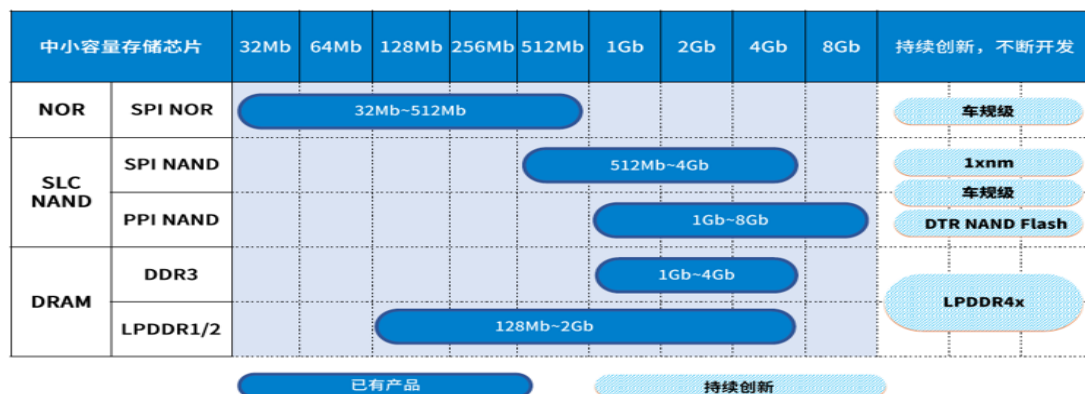 中小容量存储芯片 32Mb 64Mb 128Mb 256Mb 512Mb 1Gb 2Gb 4Gb 8Gb 持续创新，不断开发
NOR SPI NOR 32Mb~512Mb 车规级
SLC NAND
SPI NAND 512Mb~4Gb 1xnm
车规级
PPI NAND 1Gb~8Gb DTR NAND Flash
DRAM
DDR3 1Gb~4Gb
LPDDR4x
LPDDR1/2 128Mb~2Gb
已有产品 持续创新